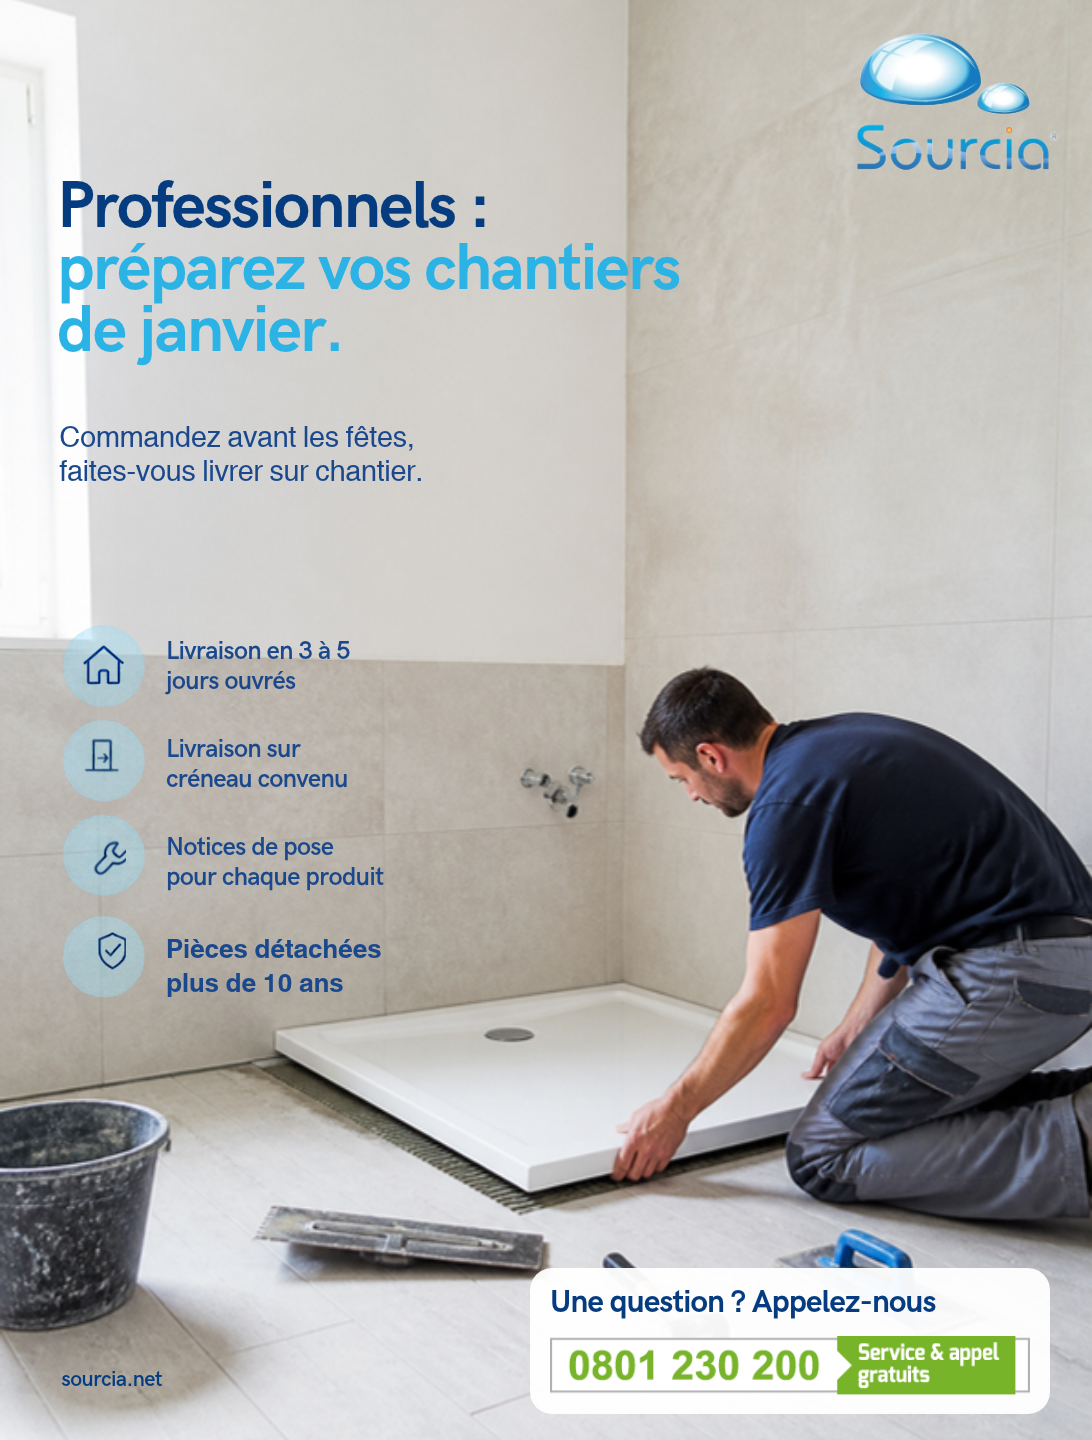 Sourcia
Professionnels :
préparez vos chantiers
de janvier.
Commandez avant les fêtes,
faites-vous livrer sur chantier.
Livraison en 3 à 5
jours ouvrés
Livraison sur
créneau convenu
Notices de pose
pour chaque produit
Pièces détachées
plus de 10 ans
Une question ? Appelez-nous
0801 230 200
Service & appel
gratuits
sourcia.net